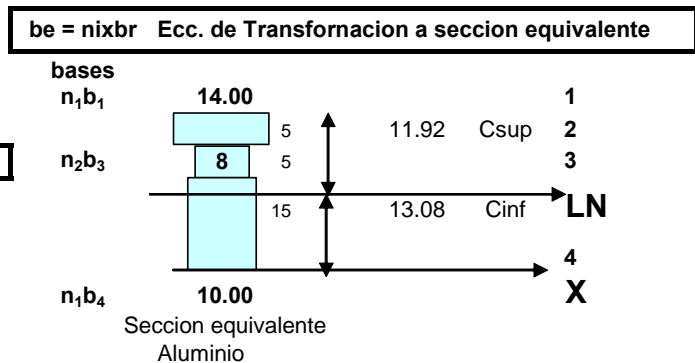 be = nixbr Ecc. de Transfornacion a seccion equivalente
bases
n₁b₁ 14.00 1
5 11.92 Csup 2
n₂b₃ 8 5 3
15 13.08 Cinf LN
4
n₁b₄ 10.00 X
Seccion equivalente
Aluminio